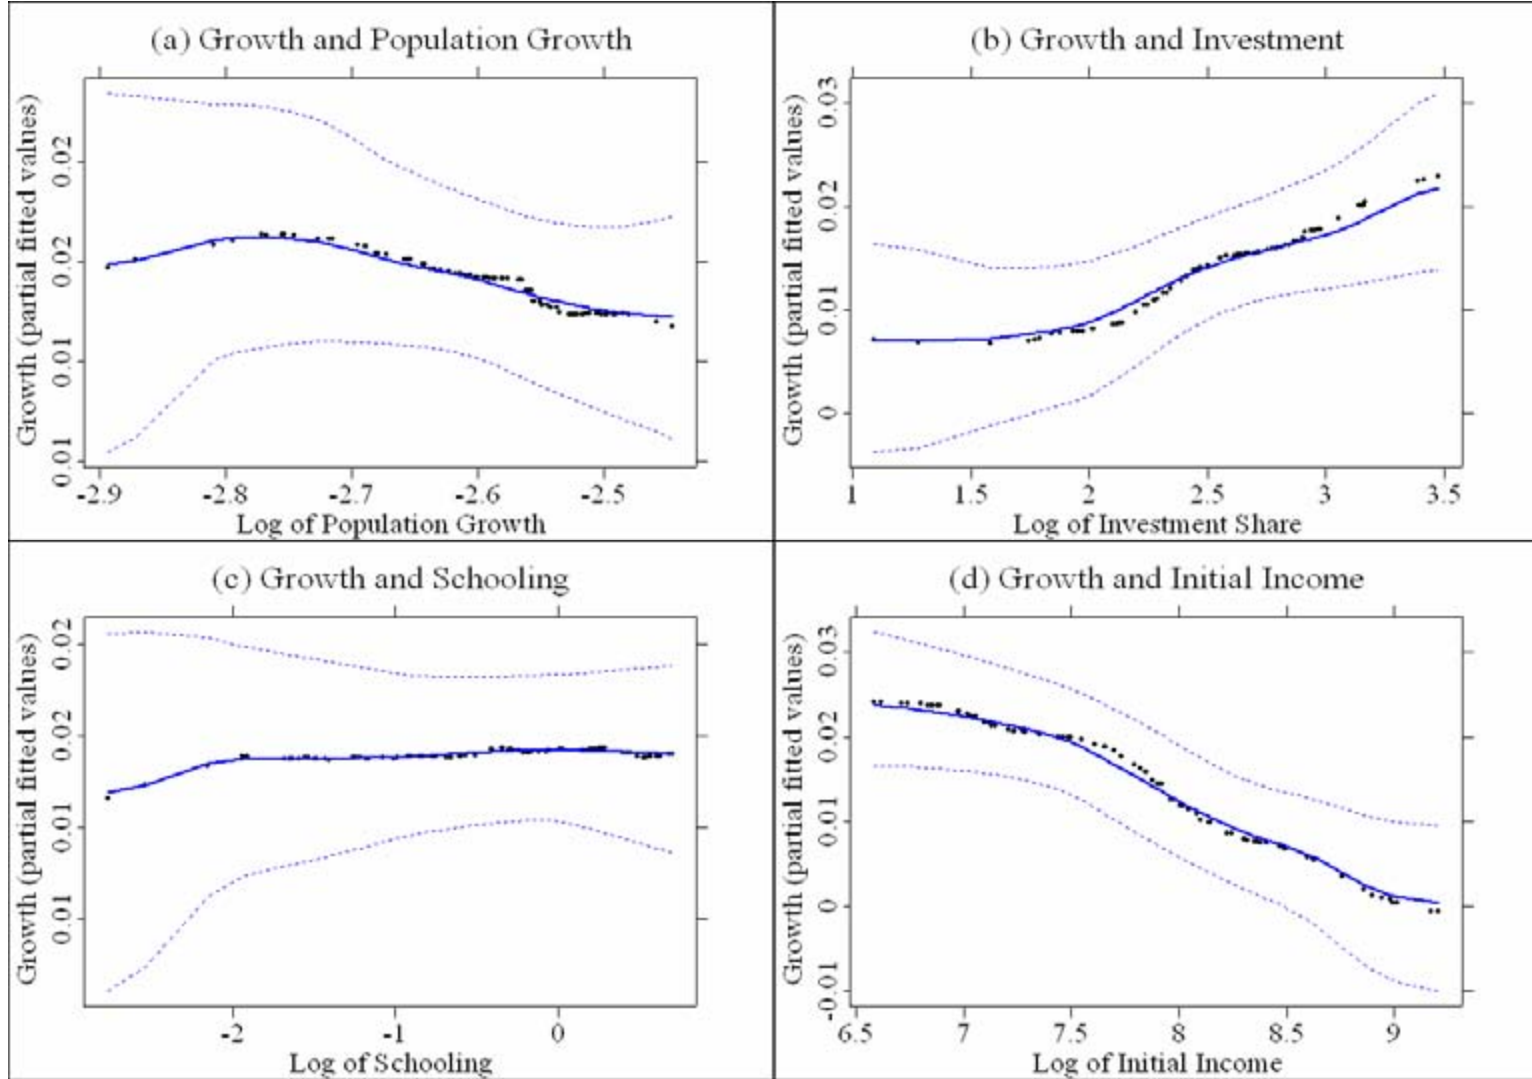 (a) Growth and Population Growth
Growth (partial fitted values)
0.02
0.02
0.01
0.01
-2.9 -2.8 -2.7 -2.6 -2.5
Log of Population Growth
(b) Growth and Investment
Growth (partial fitted values)
0.03
0.02
0.01
0
1 1.5 2 2.5 3 3.5
Log of Investment Share
(c) Growth and Schooling
Growth (partial fitted values)
0.02
0.02
0.01
0.01
-2 -1 0
Log of Schooling
(d) Growth and Initial Income
Growth (partial fitted values)
0.03
0.02
0.01
0
-0.01
6.5 7 7.5 8 8.5 9
Log of Initial Income